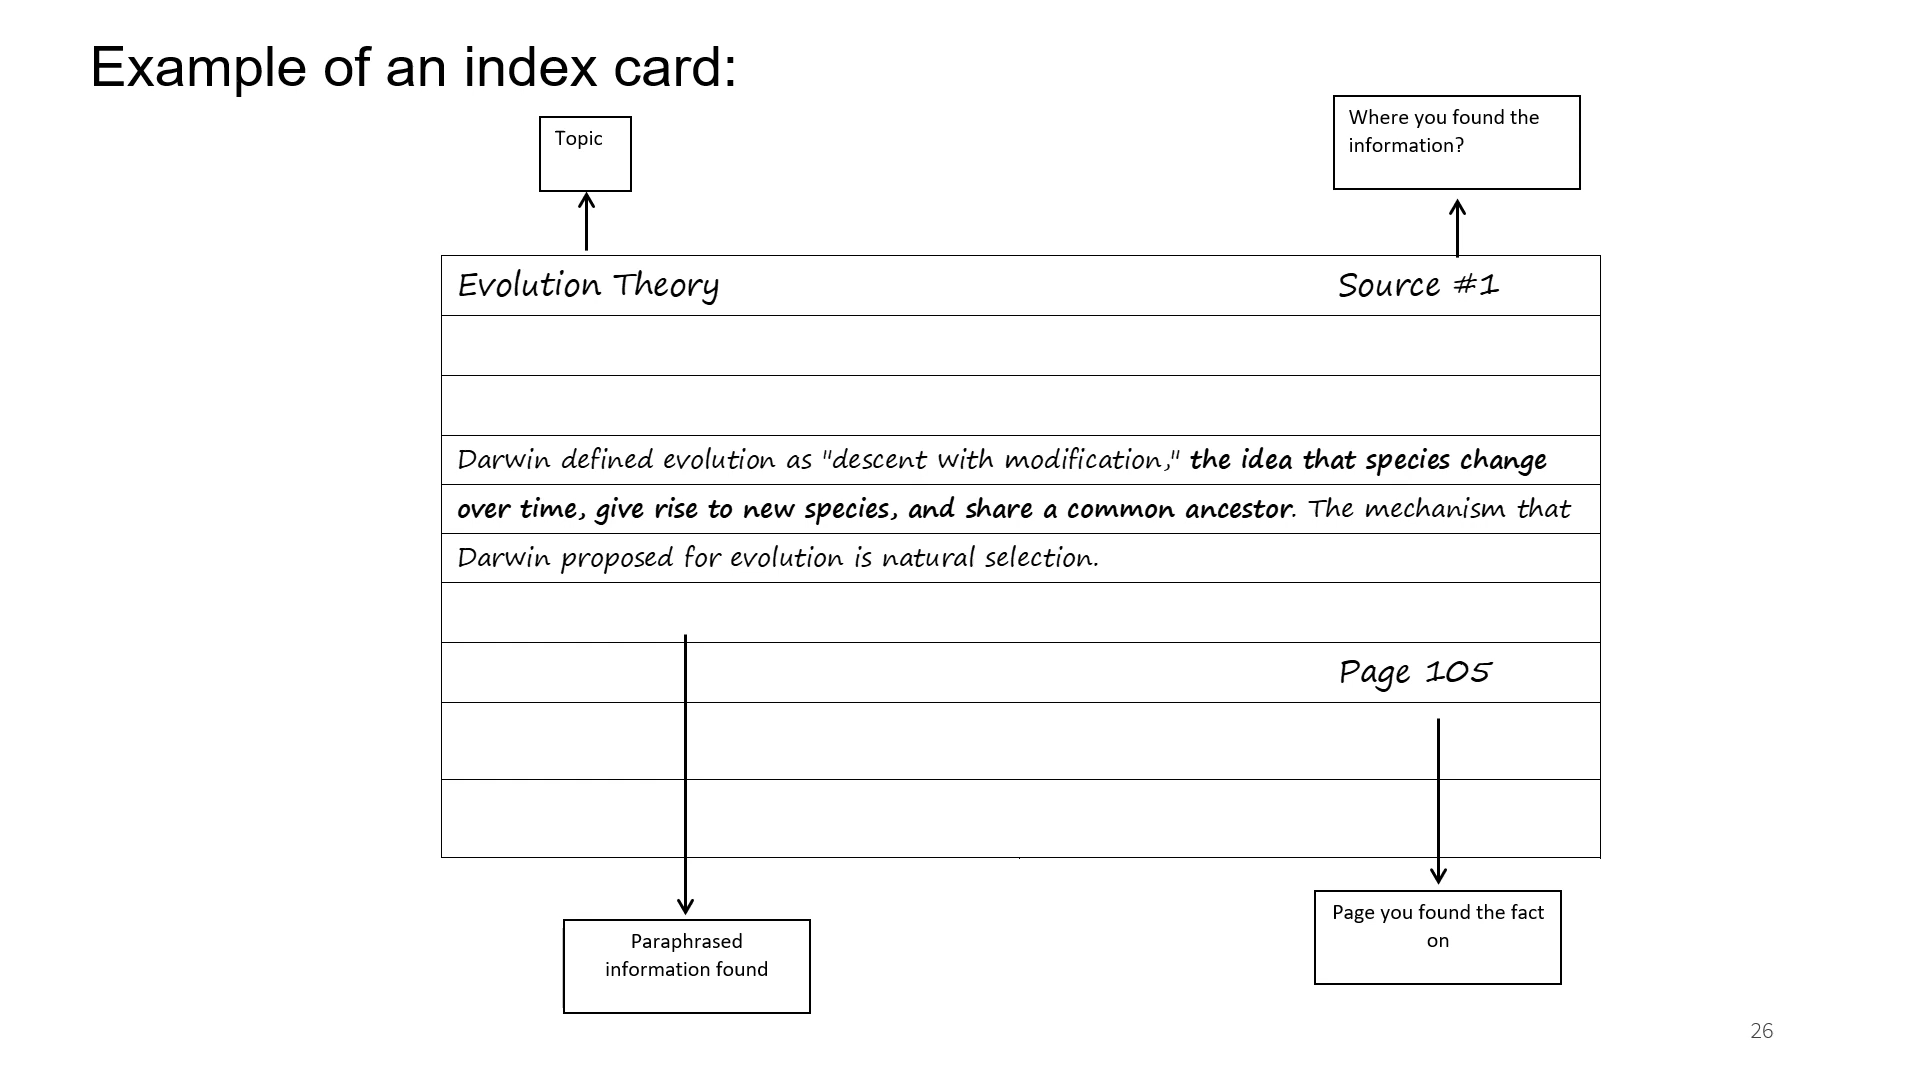 Example of an index card:
Topic
Where you found the
information?
Evolution Theory
Source #1
Darwin defined evolution as "descent with modification," the idea that species change
over time, give rise to new species, and share a common ancestor. The mechanism that
Darwin proposed for evolution is natural selection.
Page 105
Paraphrased
information found
Page you found the fact
on
26